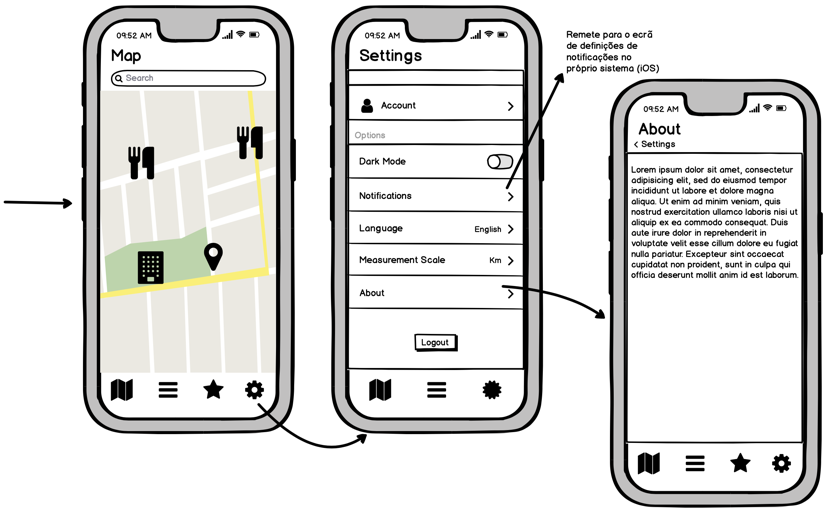 09:52 AM
Map
Search
09:52 AM
Settings
Account
Options
Dark Mode
Notifications
Language English
Measurement Scale Km
About
Logout
Remete para o ecrã
de definições de
notificações no
próprio sistema (iOS)
09:52 AM
About
< Settings
Lorem ipsum dolor sit amet, consectetur
adipisicing elit, sed do eiusmod tempor
incididunt ut labore et dolore magna
aliqua. Ut enim ad minim veniam, quis
nostrud exercitation ullamco laboris nisi ut
aliquip ex ea commodo consequat. Duis
aute irure dolor in reprehenderit in
voluptate velit esse cillum dolore eu fugiat
nulla pariatur. Excepteur sint occaecat
cupidatat non proident, sunt in culpa qui
officia deserunt mollit anim id est laborum.